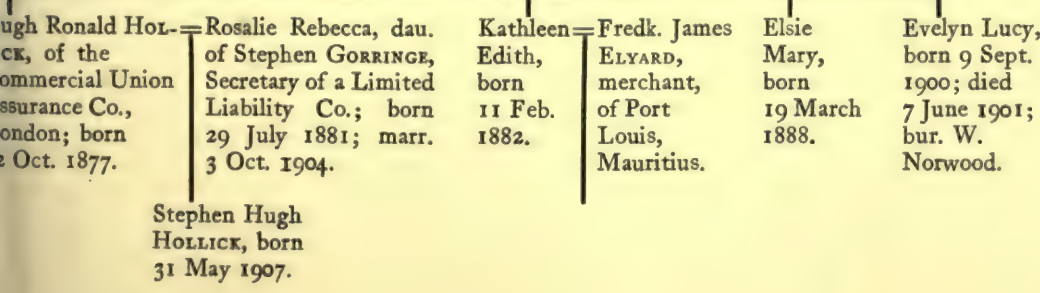 ugh Ronald HOL-
CK, of the
ommercial Union
ssurance Co.,
ondon; born
2 Oct. 1877.
Rosalie Rebecca, dau.
of Stephen GORRINGE,
Secretary of a Limited
Liability Co.; born
29 July 1881; marr.
3 Oct. 1904.
Stephen Hugh
HOLLICK, born
31 May 1907.
Kathleen
Edith,
born
11 Feb.
1882.
Fredk. James
ELYARD,
merchant,
of Port
Louis,
Mauritius.
Elsie
Mary,
born
19 March
1888.
Evelyn Lucy,
born 9 Sept.
1900; died
7 June 1901;
bur. W.
Norwood.